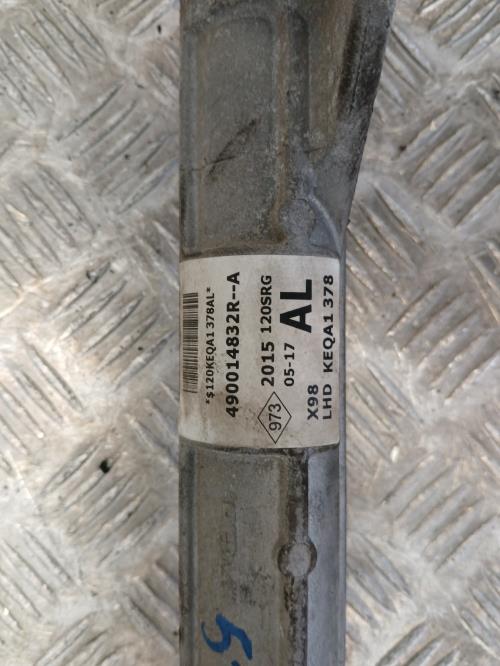 *$120KEQA1378AL*
490014832R--A
2015 120SRG
973
05-17
AL
X98
LHD KEQA1 378